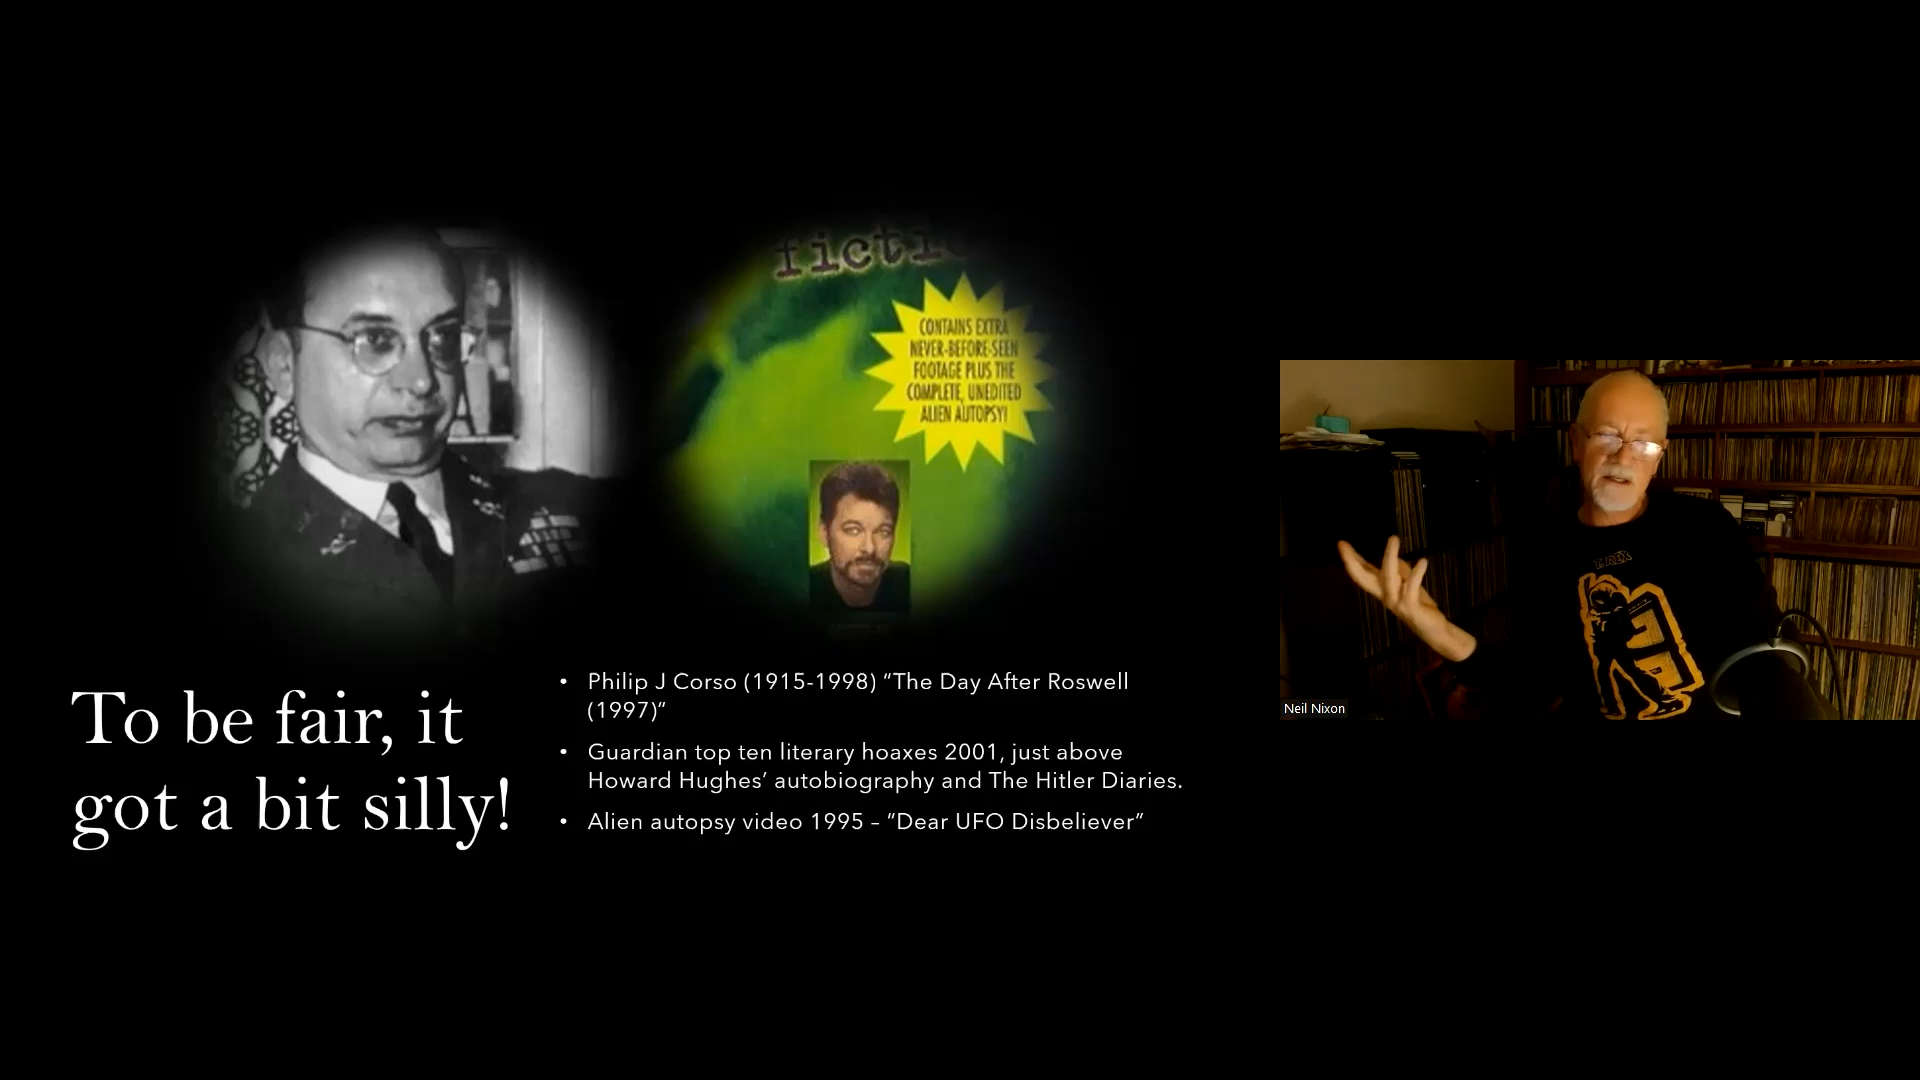 fictio
CONTAINS EXTRA
NEVER-BEFORE-SEEN
FOOTAGE PLUS THE
COMPLETE, UNEDITED
ALIEN AUTOPSY!
To be fair, it
got a bit silly!
• Philip J Corso (1915-1998) “The Day After Roswell
(1997)”
• Guardian top ten literary hoaxes 2001, just above
Howard Hughes’ autobiography and The Hitler Diaries.
• Alien autopsy video 1995 – “Dear UFO Disbeliever”
T. REX
Neil Nixon